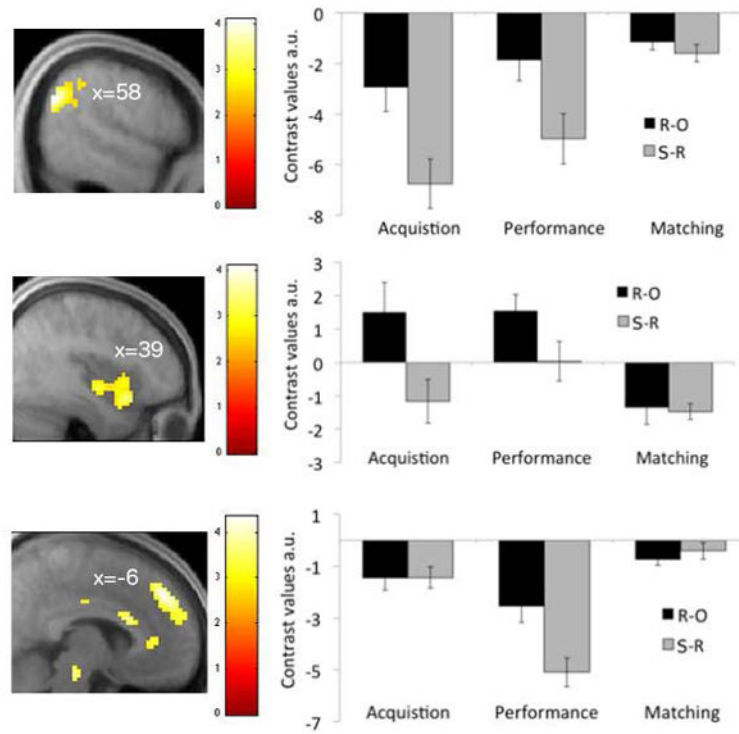 x=58
4
3
2
1
0
Contrast values a.u.
0
-2
-4
-6
-8
R-O
S-R
Acquistion Performance Matching
x=39
4
3
2
1
0
Contrast values a.u.
3
2
1
0
-1
-2
-3
R-O
S-R
Acquistion Performance Matching
x=-6
4
3
2
1
0
Contrast values a.u.
1
-1
-3
-5
-7
R-O
S-R
Acquistion Performance Matching